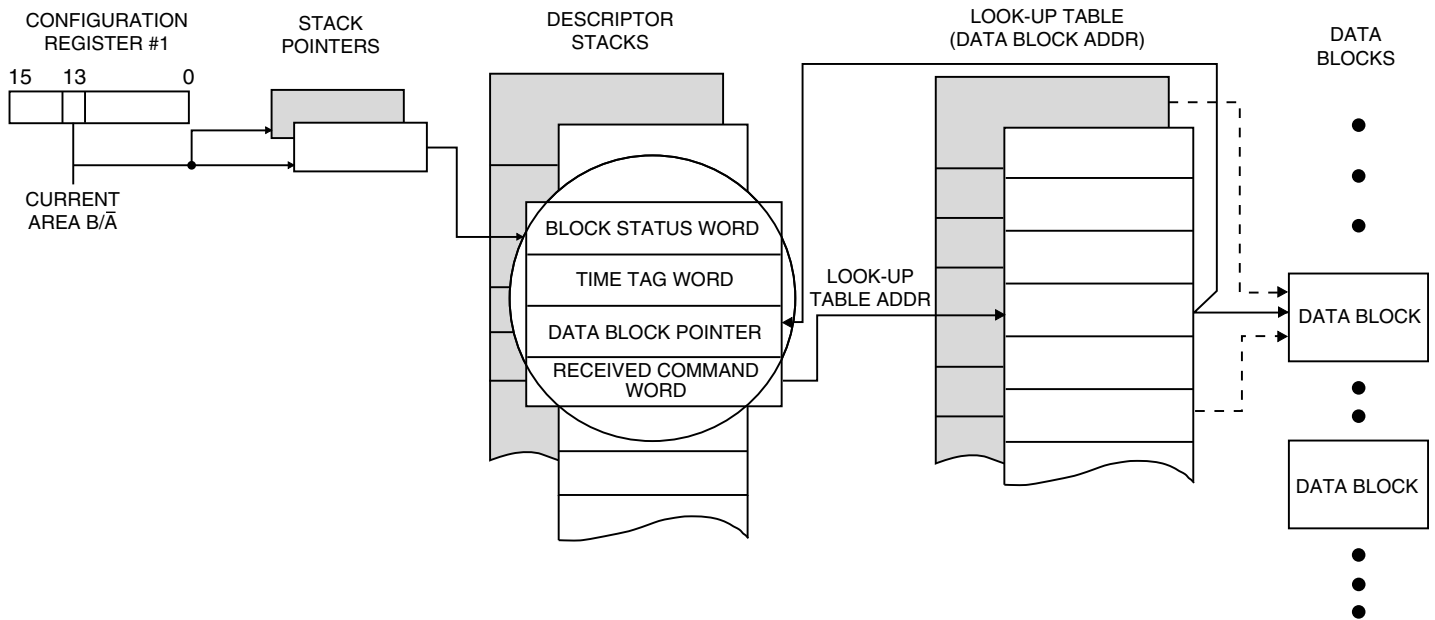 CONFIGURATION
REGISTER #1
15 13 0
CURRENT
AREA B/A̅
STACK
POINTERS
DESCRIPTOR
STACKS
BLOCK STATUS WORD
TIME TAG WORD
DATA BLOCK POINTER
RECEIVED COMMAND
WORD
LOOK-UP
TABLE ADDR
LOOK-UP TABLE
(DATA BLOCK ADDR)
DATA
BLOCKS
DATA BLOCK
DATA BLOCK